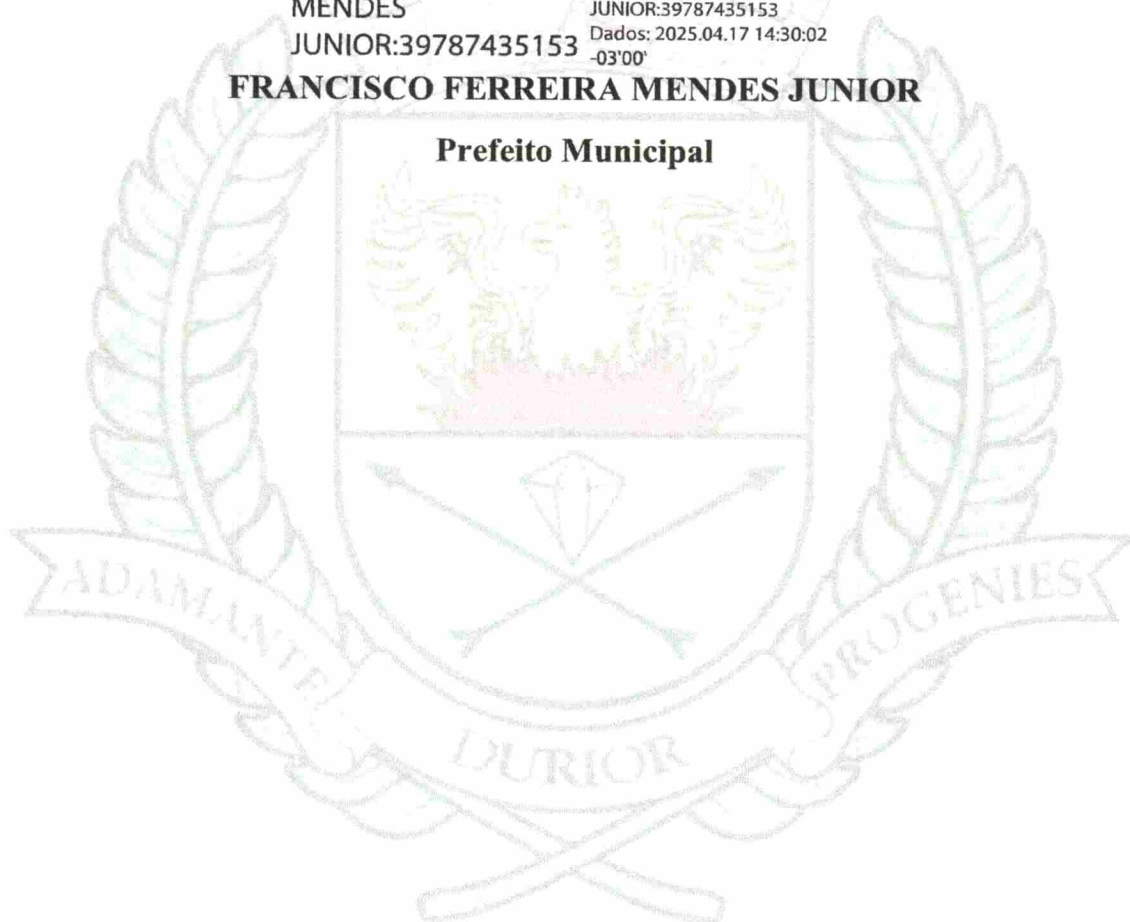 MENDES
JUNIOR:39787435153
JUNIOR:39787435153
Dados: 2025.04.17 14:30:02
-03'00'
FRANCISCO FERREIRA MENDES JUNIOR
Prefeito Municipal
ADAMANTE
DURIOR
PROGENIES